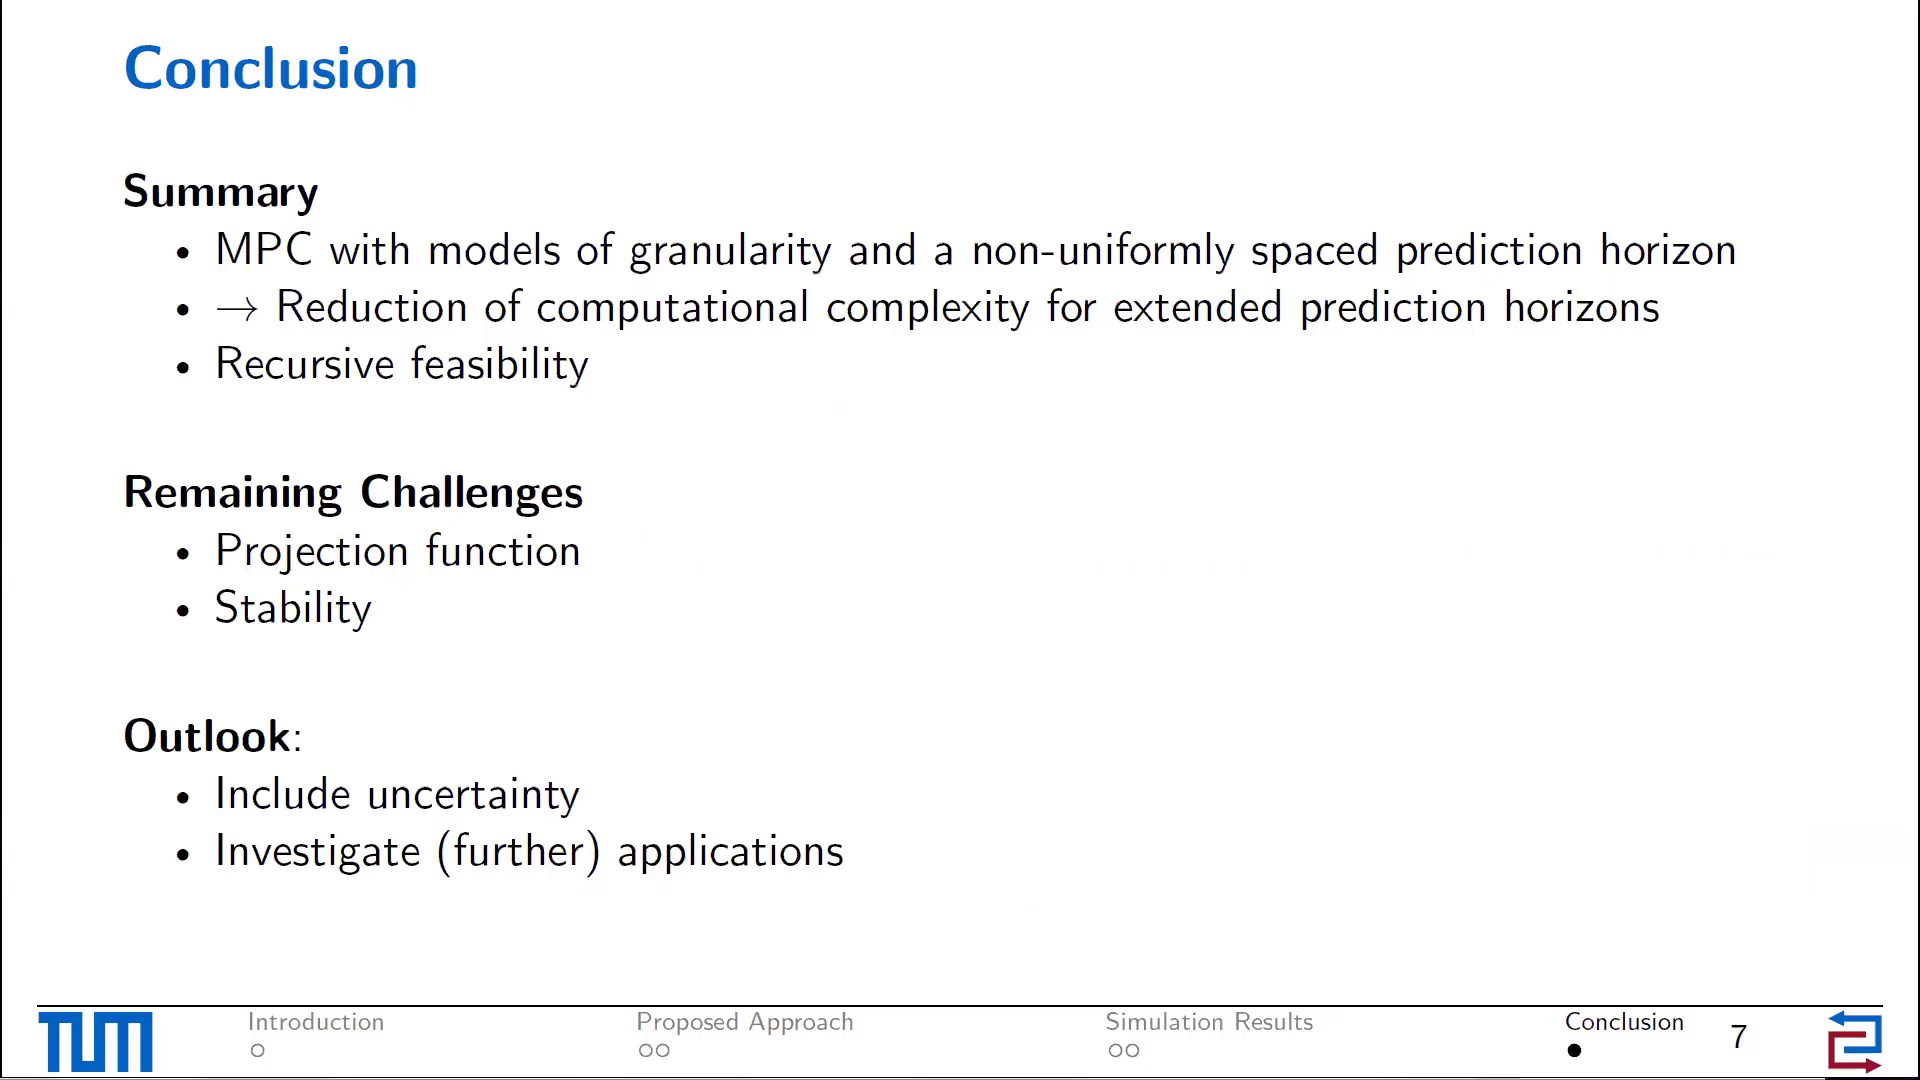 Conclusion
Summary
• MPC with models of granularity and a non-uniformly spaced prediction horizon
• → Reduction of computational complexity for extended prediction horizons
• Recursive feasibility
Remaining Challenges
• Projection function
• Stability
Outlook:
• Include uncertainty
• Investigate (further) applications
TUM
Introduction
Proposed Approach
Simulation Results
Conclusion
7